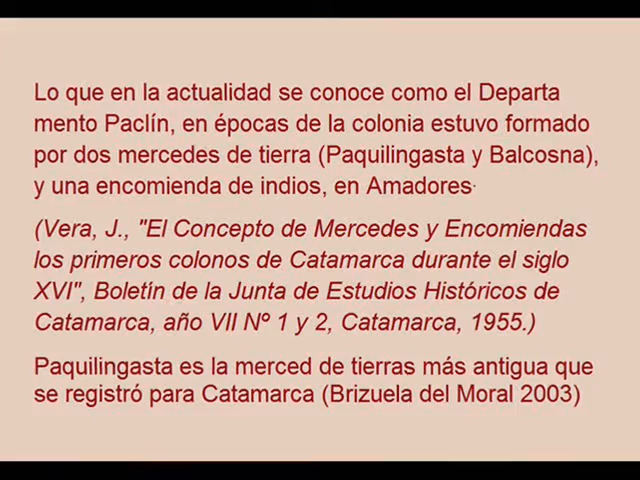 Lo que en la actualidad se conoce como el Departa
mento Paclín, en épocas de la colonia estuvo formado
por dos mercedes de tierra (Paquilingasta y Balcosna),
y una encomienda de indios, en Amadores.
(Vera, J., "El Concepto de Mercedes y Encomiendas
los primeros colonos de Catamarca durante el siglo
XVI", Boletín de la Junta de Estudios Históricos de
Catamarca, año VII Nº 1 y 2, Catamarca, 1955.)
Paquilingasta es la merced de tierras más antigua que
se registró para Catamarca (Brizuela del Moral 2003)